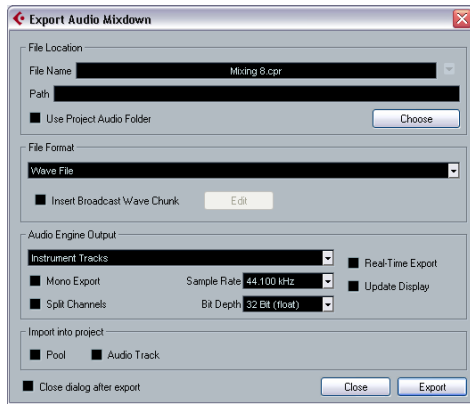 Export Audio Mixdown
File Location
File Name Mixing 8.cpr
Path
Use Project Audio Folder Choose
File Format
Wave File
Insert Broadcast Wave Chunk Edit
Audio Engine Output
Instrument Tracks
Real-Time Export
Mono Export Sample Rate 44.100 kHz
Update Display
Split Channels Bit Depth 32 Bit (float)
Import into project
Pool Audio Track
Close dialog after export Close Export